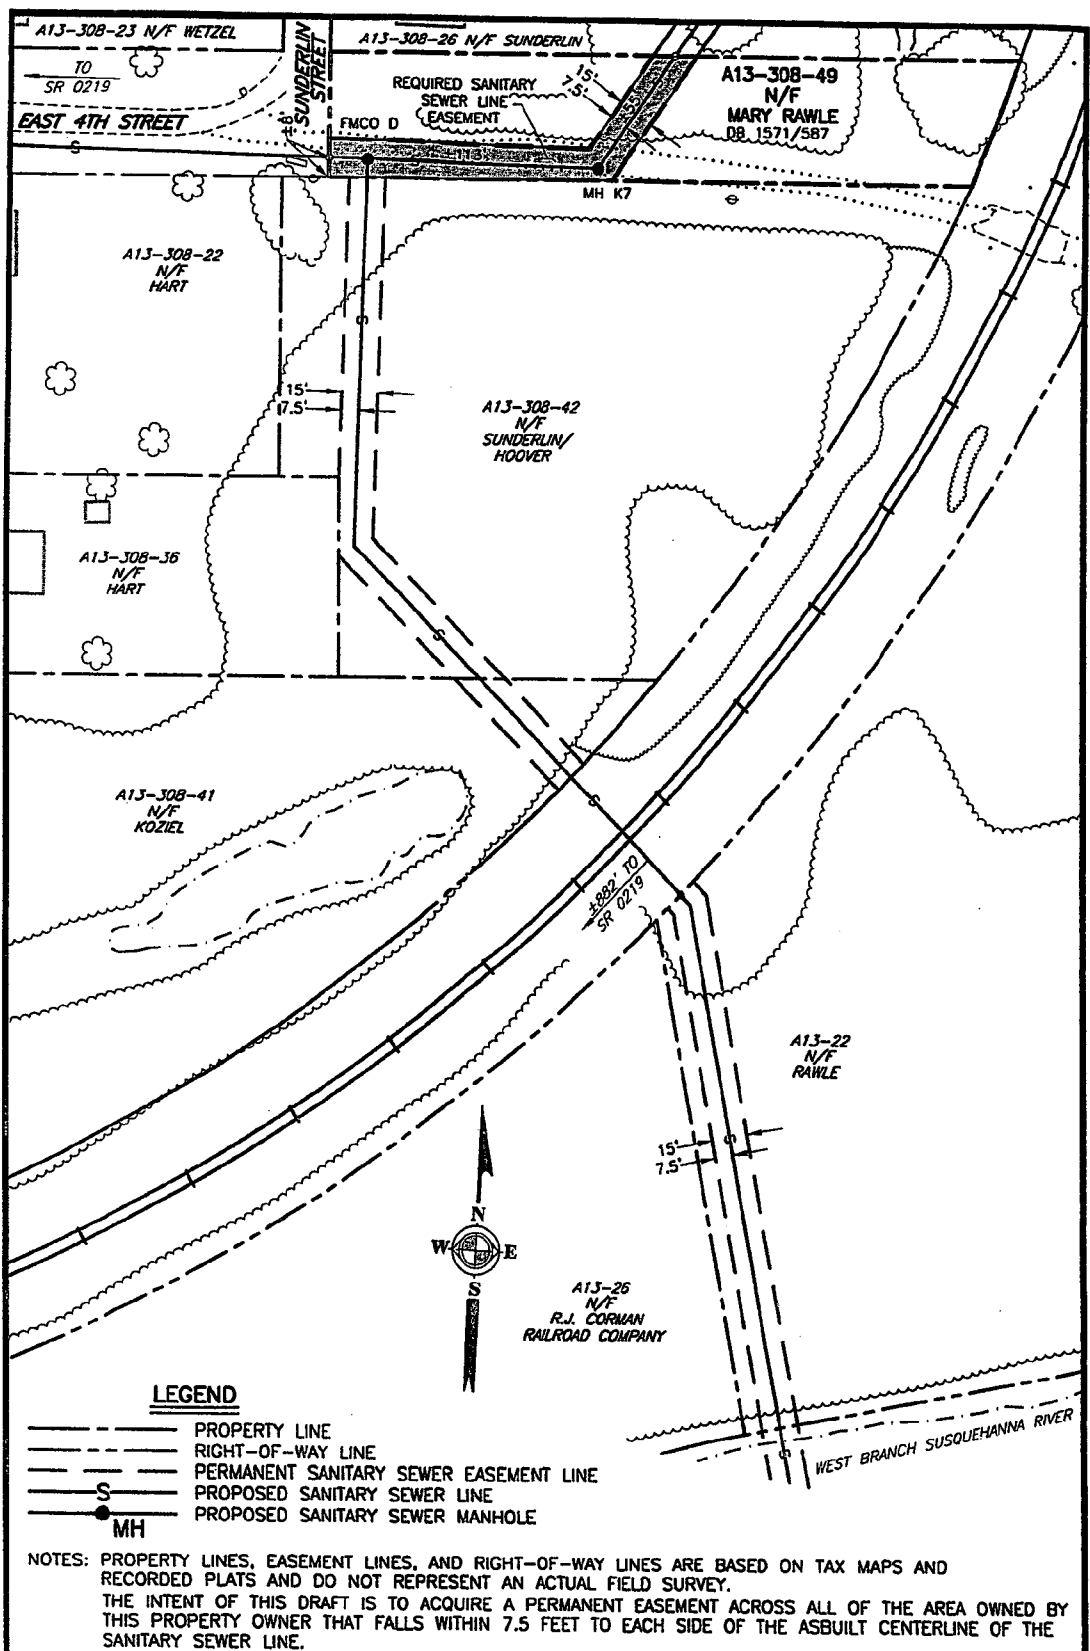 A13-308-23 N/F WETZEL
TO
SR 0219
EAST 4TH STREET
SUNDERLIN
STREET
±8'
A13-308-26 N/F SUNDERLIN
REQUIRED SANITARY
SEWER LINE
EASEMENT
FMCO D
113'
15'
7.5'
55'
A13-308-49
N/F
MARY RAWLE
DB 1571/587
S
MH K7
A13-308-22
N/F
HART
S
15'
7.5'
A13-308-42
N/F
SUNDERLIN/
HOOVER
A13-308-36
N/F
HART
S
A13-308-41
N/F
KOZIEL
S
±882' TO
SR 0219
A13-22
N/F
RAWLE
15'
7.5'
S
N
W E
S
A13-26
N/F
R.J. CORMAN
RAILROAD COMPANY
S
WEST BRANCH SUSQUEHANNA RIVER
LEGEND
PROPERTY LINE
RIGHT-OF-WAY LINE
PERMANENT SANITARY SEWER EASEMENT LINE
S PROPOSED SANITARY SEWER LINE
MH PROPOSED SANITARY SEWER MANHOLE
NOTES: PROPERTY LINES, EASEMENT LINES, AND RIGHT-OF-WAY LINES ARE BASED ON TAX MAPS AND
RECORDED PLATS AND DO NOT REPRESENT AN ACTUAL FIELD SURVEY.
THE INTENT OF THIS DRAFT IS TO ACQUIRE A PERMANENT EASEMENT ACROSS ALL OF THE AREA OWNED BY
THIS PROPERTY OWNER THAT FALLS WITHIN 7.5 FEET TO EACH SIDE OF THE ASBUILT CENTERLINE OF THE
SANITARY SEWER LINE.